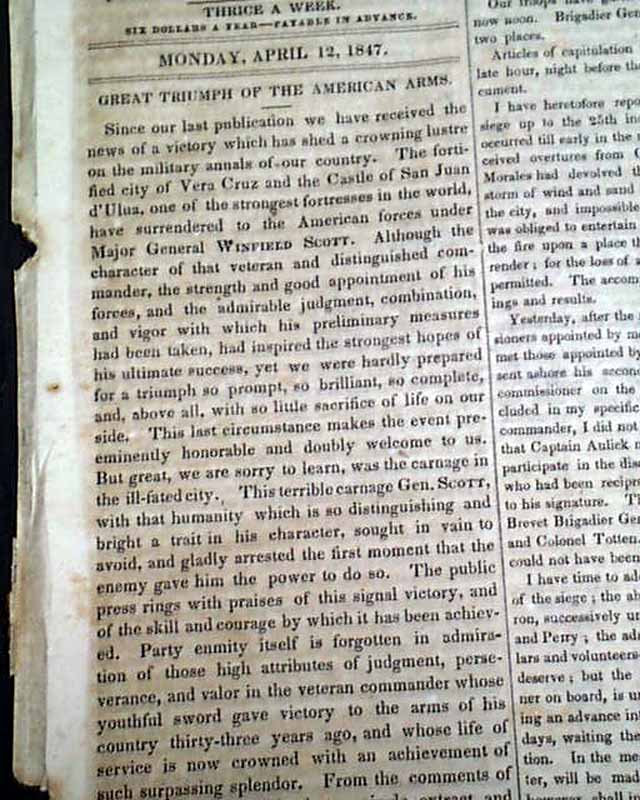 THRICE A WEEK.
SIX DOLLARS A YEAR—PAYABLE IN ADVANCE.
MONDAY, APRIL 12, 1847.
GREAT TRIUMPH OF THE AMERICAN ARMS.
Since our last publication we have received the
news of a victory which has shed a crowning lustre
on the military annals of our country. The forti-
fied city of Vera Cruz and the Castle of San Juan
d'Ulua, one of the strongest fortresses in the world,
have surrendered to the American forces under
Major General WINFIELD SCOTT. Although the
character of that veteran and distinguished com-
mander, the strength and good appointment of his
forces, and the admirable judgment, combination,
and vigor with which his preliminary measures
had been taken, had inspired the strongest hopes of
his ultimate success, yet we were hardly prepared
for a triumph so prompt, so brilliant, so complete,
and, above all, with so little sacrifice of life on our
side. This last circumstance makes the event pre-
eminently honorable and doubly welcome to us.
But great, we are sorry to learn, was the carnage in
the ill-fated city. This terrible carnage Gen. SCOTT,
with that humanity which is so distinguishing and
bright a trait in his character, sought in vain to
avoid, and gladly arrested the first moment that the
enemy gave him the power to do so. The public
press rings with praises of this signal victory, and
of the skill and courage by which it has been achiev-
ed. Party enmity itself is forgotten in admira-
tion of those high attributes of judgment, perse-
verance, and valor in the veteran commander whose
youthful sword gave victory to the arms of his
country thirty-three years ago, and whose life of
service is now crowned with an achievement of
such surpassing splendor. From the comments of
extract and
Our troops have
now noon. Brigadier Gen
two places.
Articles of capitulation
late hour, night before th
cument.
I have heretofore repo
siege up to the 25th in
occurred till early in the
ceived overtures from G
Morales had devolved th
storm of wind and sand
the city, and impossible
was obliged to entertain
the fire upon a place
render; for the loss of a
permitted. The accom
ings and results.
Yesterday, after the
sioners appointed by m
met those appointed by
sent ashore his secon
commissioner on the
cluded in my specific
commander, I did not
that Captain Aulick
participate in the dis
who had been recipro
to his signature. Th
Brevet Brigadier Gen
and Colonel Totten.
could not have been
I have time to ad
of the siege; the ab
ron, successively un
and Perry; the ad
lars and volunteers
deserve; but the
ner on board, is u
ing an advance in
days, waiting the
tion. In the me
ter, will be mad
however, shall in